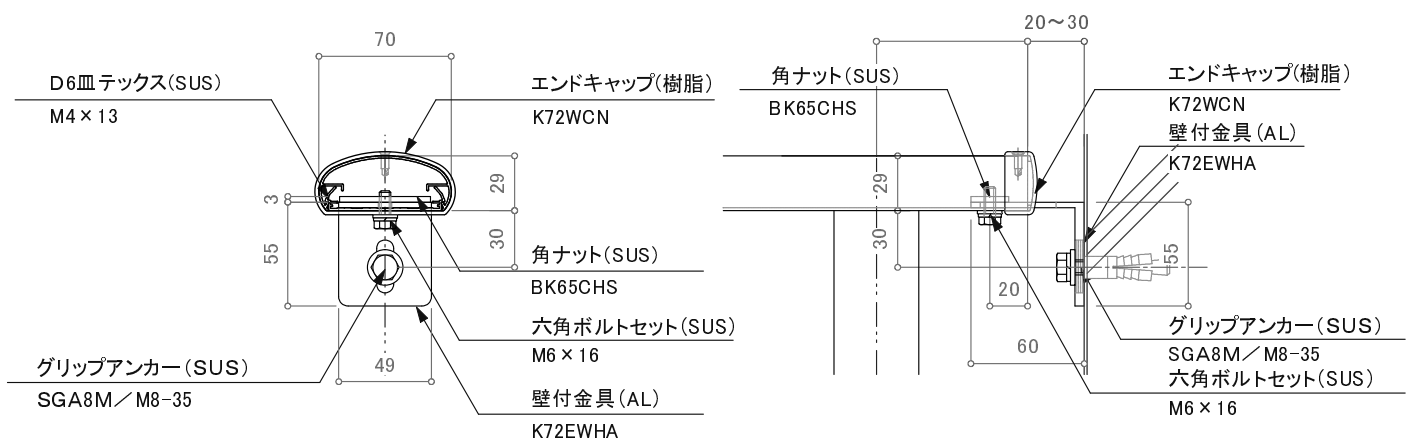 70
D6皿テックス(SUS)
M4×13
エンドキャップ(樹脂)
K72WCN
29
3
30
55
角ナット(SUS)
BK65CHS
六角ボルトセット(SUS)
M6×16
グリップアンカー(SUS)
SGA8M／M8-35
49
壁付金具(AL)
K72EWHA
20～30
角ナット(SUS)
BK65CHS
エンドキャップ(樹脂)
K72WCN
壁付金具(AL)
K72EWHA
29
30
55
20
60
グリップアンカー(SUS)
SGA8M／M8-35
六角ボルトセット(SUS)
M6×16